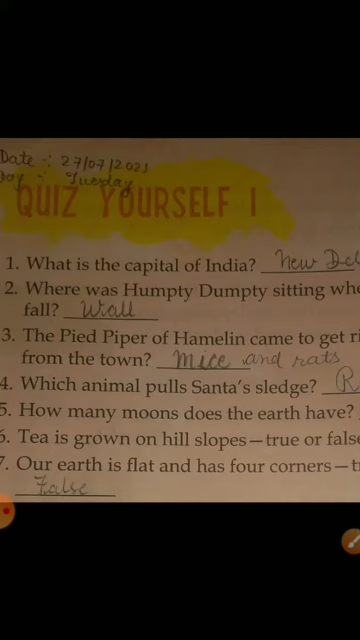 Date -: 27/07/2021
Day -: Tuesday
QUIZ YOURSELF 1
1. What is the capital of India? New Del
2. Where was Humpty Dumpty sitting whe
fall? Wall
3. The Pied Piper of Hamelin came to get ri
from the town? Mice and rats
4. Which animal pulls Santa's sledge? R
5. How many moons does the earth have?
6. Tea is grown on hill slopes—true or false
7. Our earth is flat and has four corners—t
False